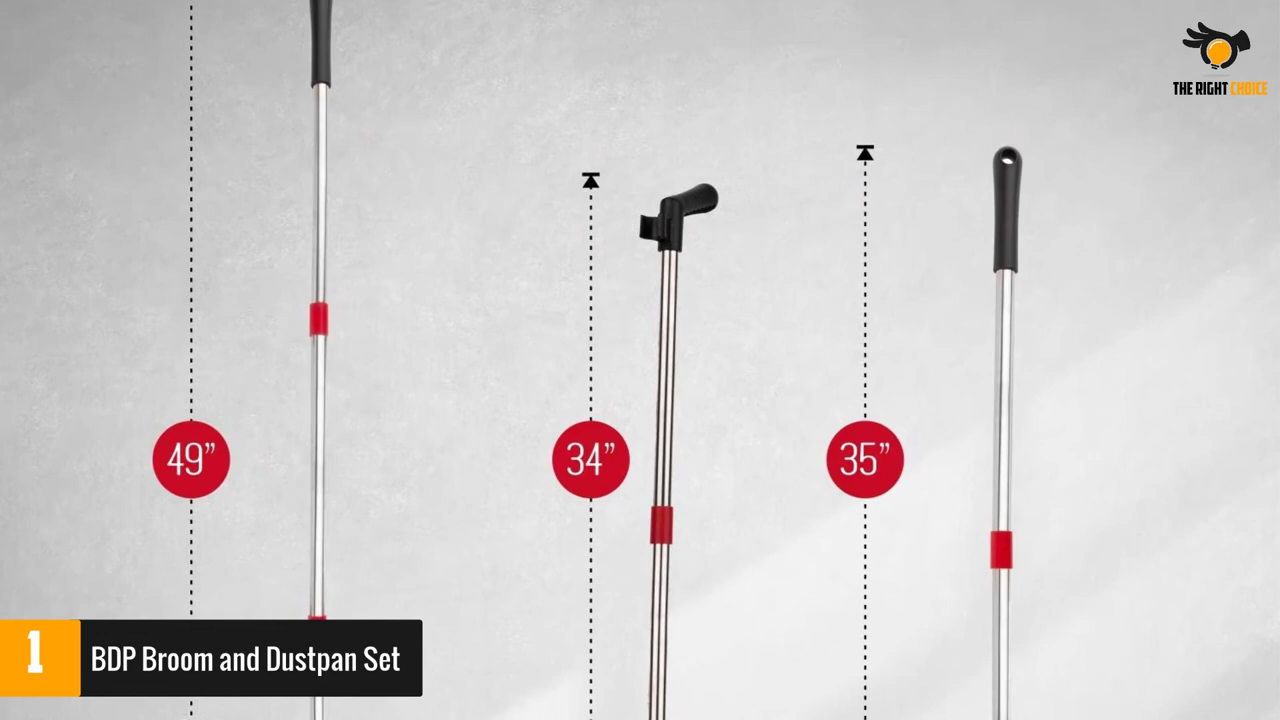 THE RIGHT CHOICE
49”
34”
35”
1
BDP Broom and Dustpan Set